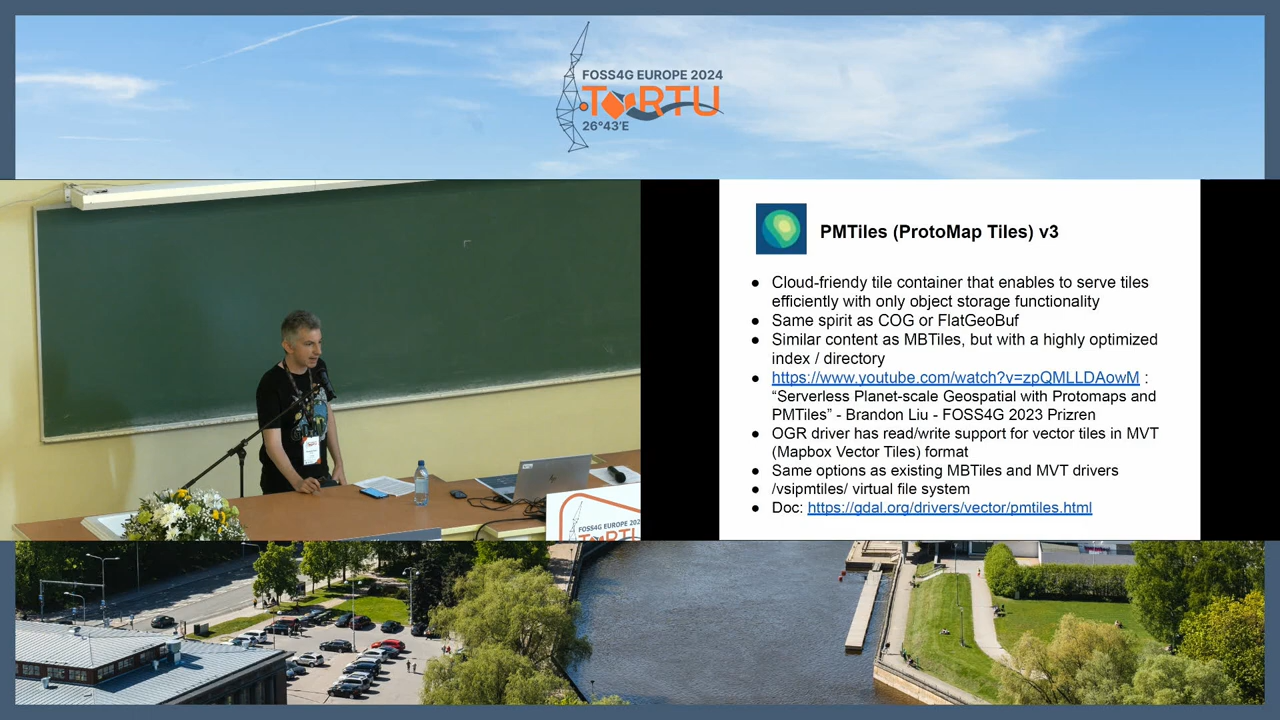 FOSS4G EUROPE 2024
TARTU
26°43'E
PMTiles (ProtoMap Tiles) v3
● Cloud-friendly tile container that enables to serve tiles
efficiently with only object storage functionality
● Same spirit as COG or FlatGeoBuf
● Similar content as MBTiles, but with a highly optimized
index / directory
● https://www.youtube.com/watch?v=zpQMLLDAowM :
“Serverless Planet-scale Geospatial with Protomaps and
PMTiles” - Brandon Liu - FOSS4G 2023 Prizren
● OGR driver has read/write support for vector tiles in MVT
(Mapbox Vector Tiles) format
● Same options as existing MBTiles and MVT drivers
● /vsipmtiles/ virtual file system
● Doc: https://gdal.org/drivers/vector/pmtiles.html
FOSS4G EUROPE 202
TARTU